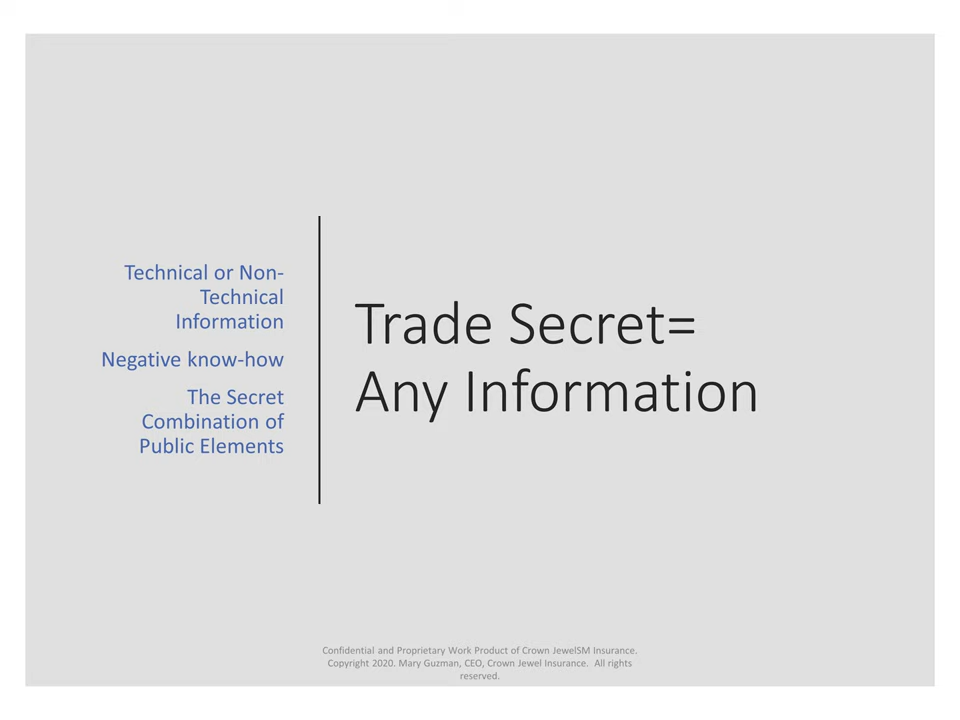 Technical or Non-
Technical
Information
Negative know-how
The Secret
Combination of
Public Elements
Trade Secret=
Any Information
Confidential and Proprietary Work Product of Crown JewelSM Insurance.
Copyright 2020. Mary Guzman, CEO, Crown Jewel Insurance. All rights
reserved.